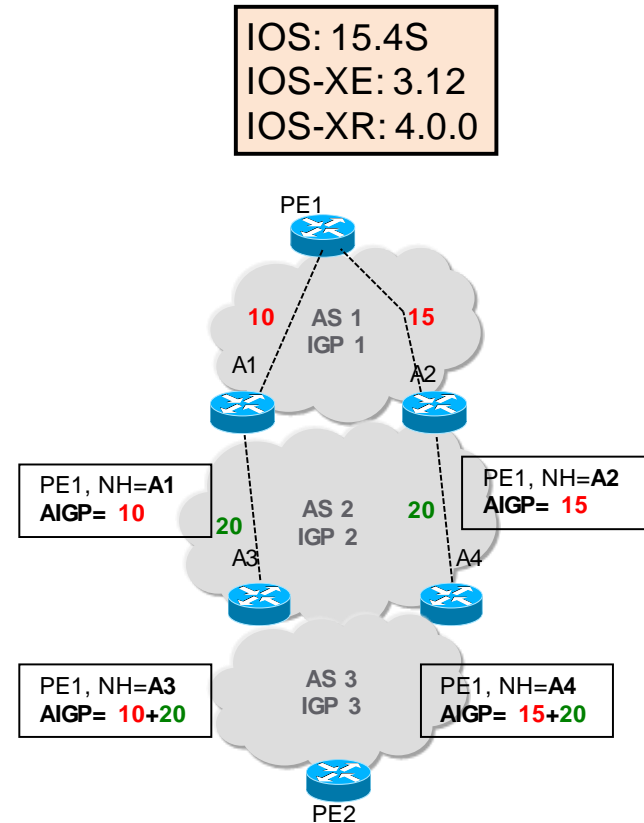 IOS: 15.4S
IOS-XE: 3.12
IOS-XR: 4.0.0
PE1
10
AS 1
IGP 1
15
A1
A2
PE1, NH=A1
AIGP= 10
20
AS 2
IGP 2
20
PE1, NH=A2
AIGP= 15
A3
A4
PE1, NH=A3
AIGP= 10+20
AS 3
IGP 3
PE1, NH=A4
AIGP= 15+20
PE2